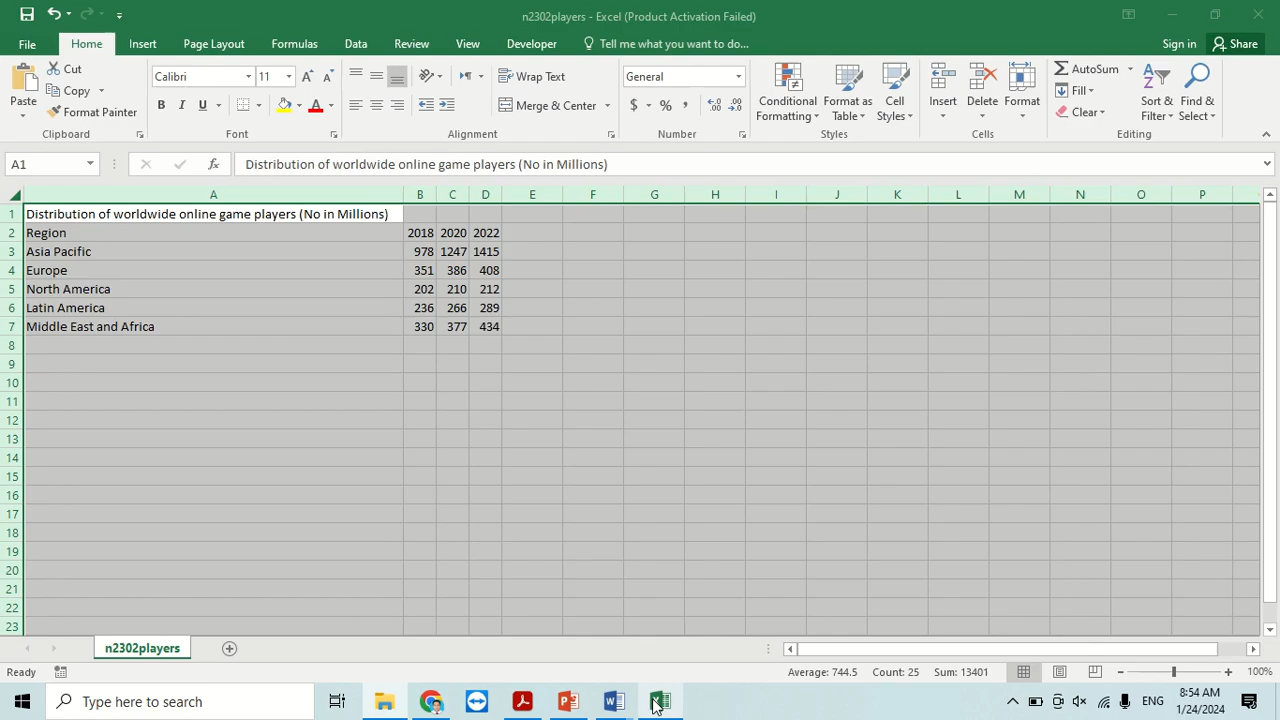 n2302players - Excel (Product Activation Failed)
File Home Insert Page Layout Formulas Data Review View Developer Tell me what you want to do... Sign in Share
Paste Cut Copy Format Painter Clipboard
Calibri 11 B I U A Font
Wrap Text Merge & Center Alignment
General $ % , Number
Conditional Formatting Format as Table Cell Styles Styles
Insert Delete Format Cells
AutoSum Fill Clear Sort & Filter Find & Select Editing
A1 fx Distribution of worldwide online game players (No in Millions)
A B C D E F G H I J K L M N O P
1 Distribution of worldwide online game players (No in Millions)
2 Region 2018 2020 2022
3 Asia Pacific 978 1247 1415
4 Europe 351 386 408
5 North America 202 210 212
6 Latin America 236 266 289
7 Middle East and Africa 330 377 434
8
9
10
11
12
13
14
15
16
17
18
19
20
21
22
23
n2302players
Ready Average: 744.5 Count: 25 Sum: 13401 100%
Type here to search ENG 8:54 AM
1/24/2024